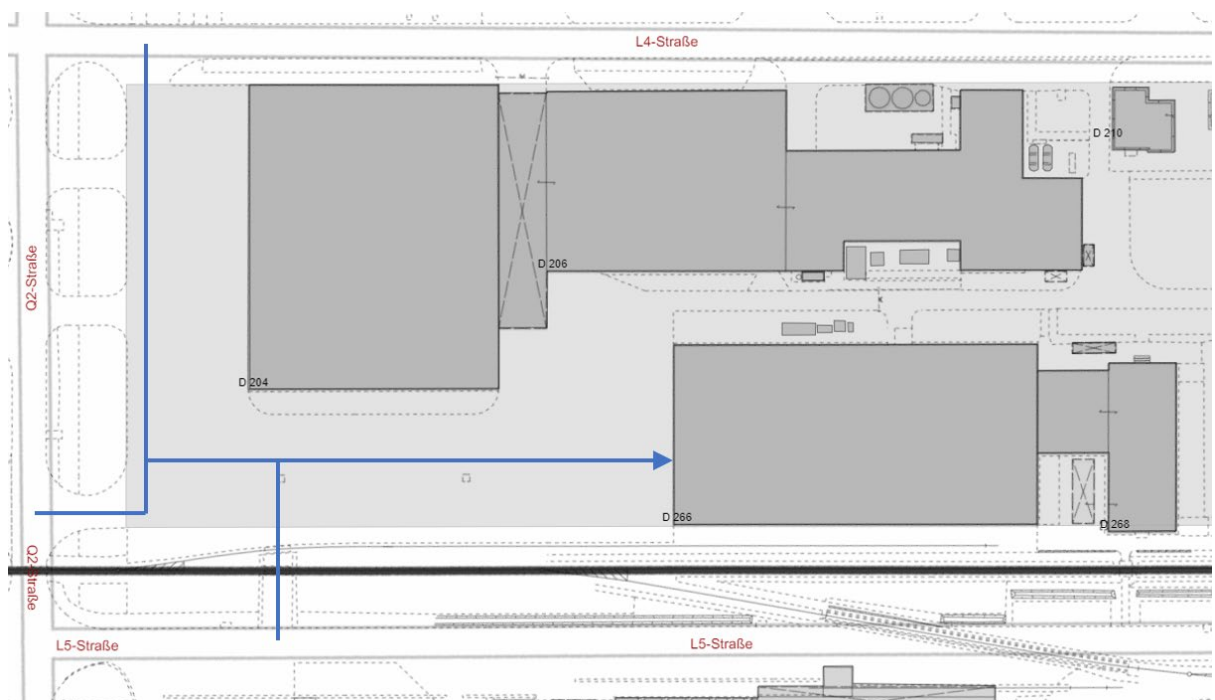 L4-Straße
D 210
Q2-Straße
D 206
D 204
D 266
D 268
Q2-Straße
L5-Straße
L5-Straße